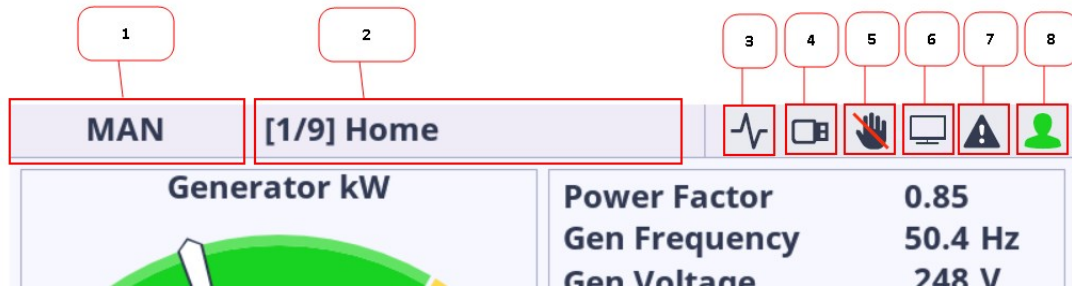 1 2 3 4 5 6 7 8
MAN [1/9] Home
Generator kW
Power Factor 0.85
Gen Frequency 50.4 Hz
Gen Voltage 248 V